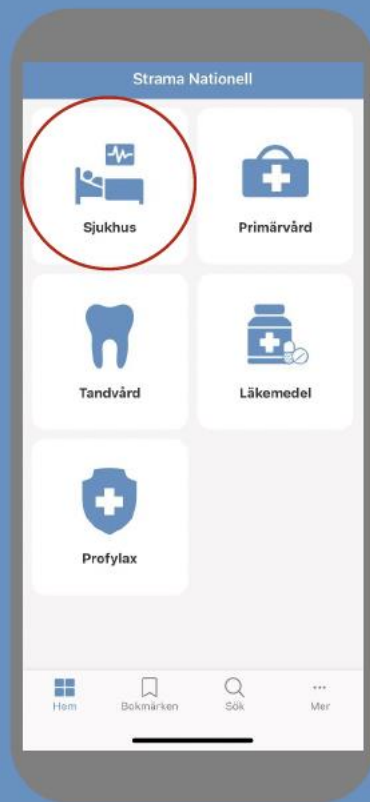 Strama Nationell
Sjukhus
Primärvård
Tandvård
Läkemedel
Profylax
Hem
Bokmärken
Sök
Mer